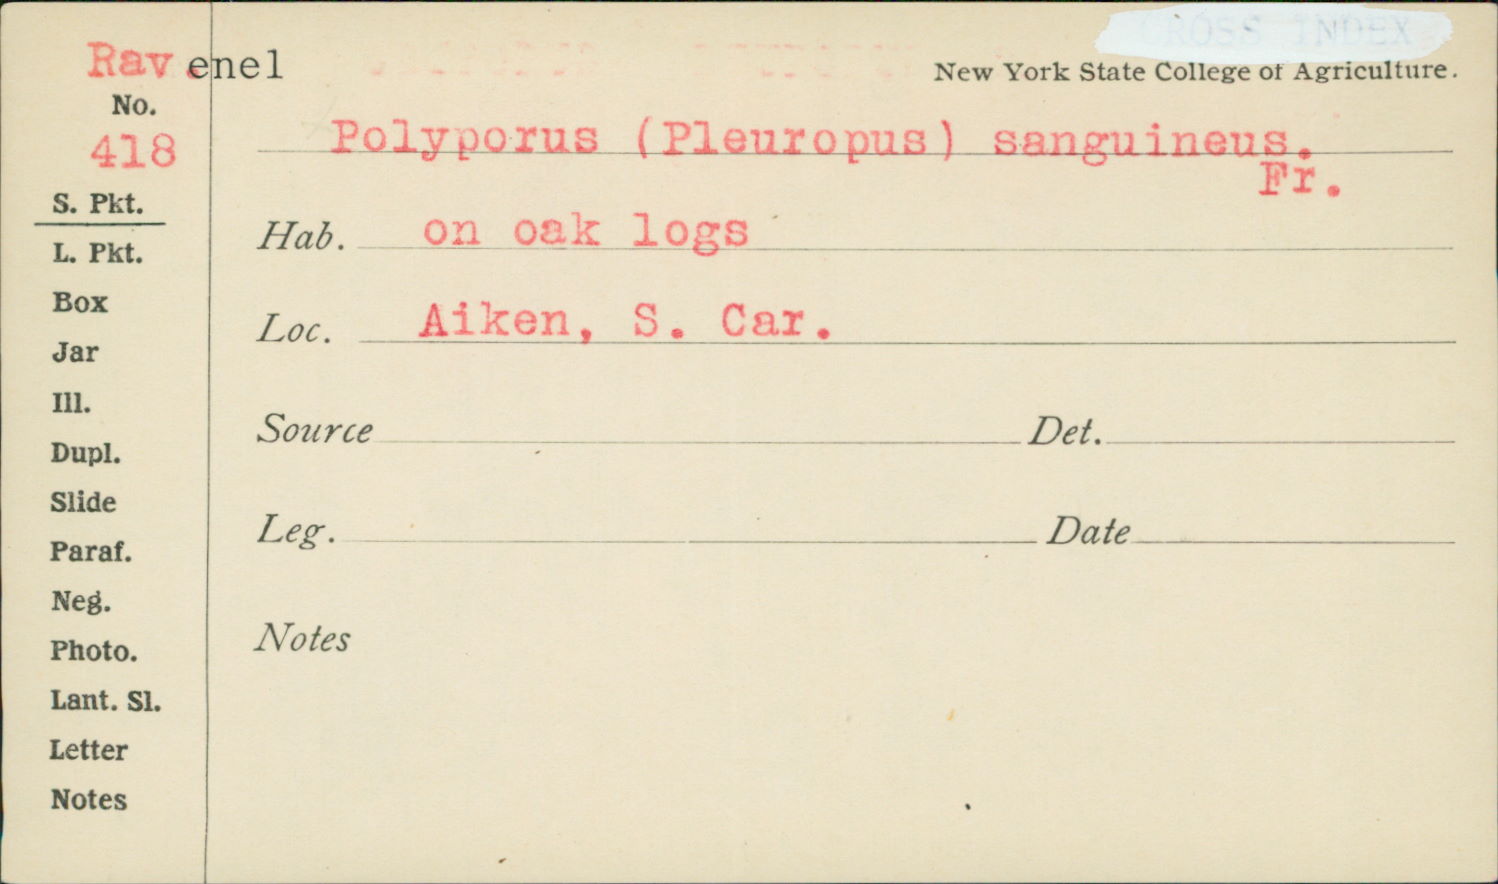 CROSS INDEX
Rav.enel
New York State College of Agriculture.
No.
418
Polyporus (Pleuropus) sanguineus.
Fr.
S. Pkt.
Hab. on oak logs
L. Pkt.
Box
Loc. Aiken, S. Car.
Jar
Ill.
Source Det.
Dupl.
Slide
Leg. Date
Paraf.
Neg.
Notes
Photo.
Lant. Sl.
Letter
Notes